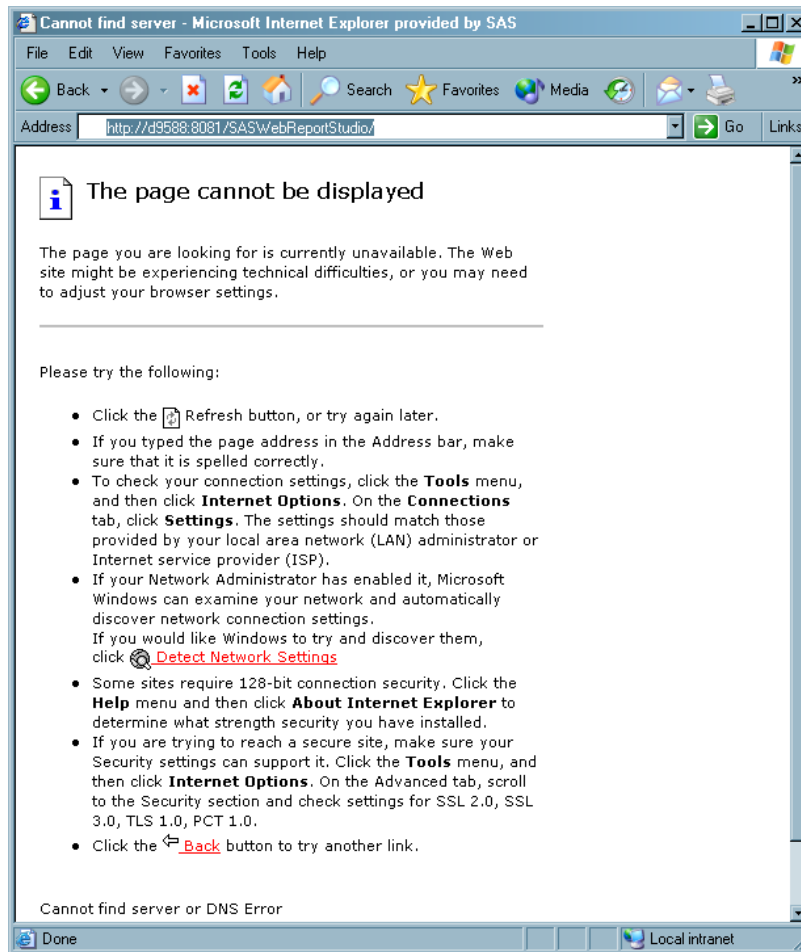 Cannot find server - Microsoft Internet Explorer provided by SAS
File Edit View Favorites Tools Help
Back Search Favorites Media »
Address http://d9588:8081/SASWebReportStudio/ Go Links
The page cannot be displayed
The page you are looking for is currently unavailable. The Web
site might be experiencing technical difficulties, or you may need
to adjust your browser settings.
Please try the following:
● Click the Refresh button, or try again later.
● If you typed the page address in the Address bar, make
sure that it is spelled correctly.
● To check your connection settings, click the Tools menu,
and then click Internet Options. On the Connections
tab, click Settings. The settings should match those
provided by your local area network (LAN) administrator or
Internet service provider (ISP).
● If your Network Administrator has enabled it, Microsoft
Windows can examine your network and automatically
discover network connection settings.
If you would like Windows to try and discover them,
click Detect Network Settings
● Some sites require 128-bit connection security. Click the
Help menu and then click About Internet Explorer to
determine what strength security you have installed.
● If you are trying to reach a secure site, make sure your
Security settings can support it. Click the Tools menu, and
then click Internet Options. On the Advanced tab, scroll
to the Security section and check settings for SSL 2.0, SSL
3.0, TLS 1.0, PCT 1.0.
● Click the Back button to try another link.
Cannot find server or DNS Error
Done Local intranet